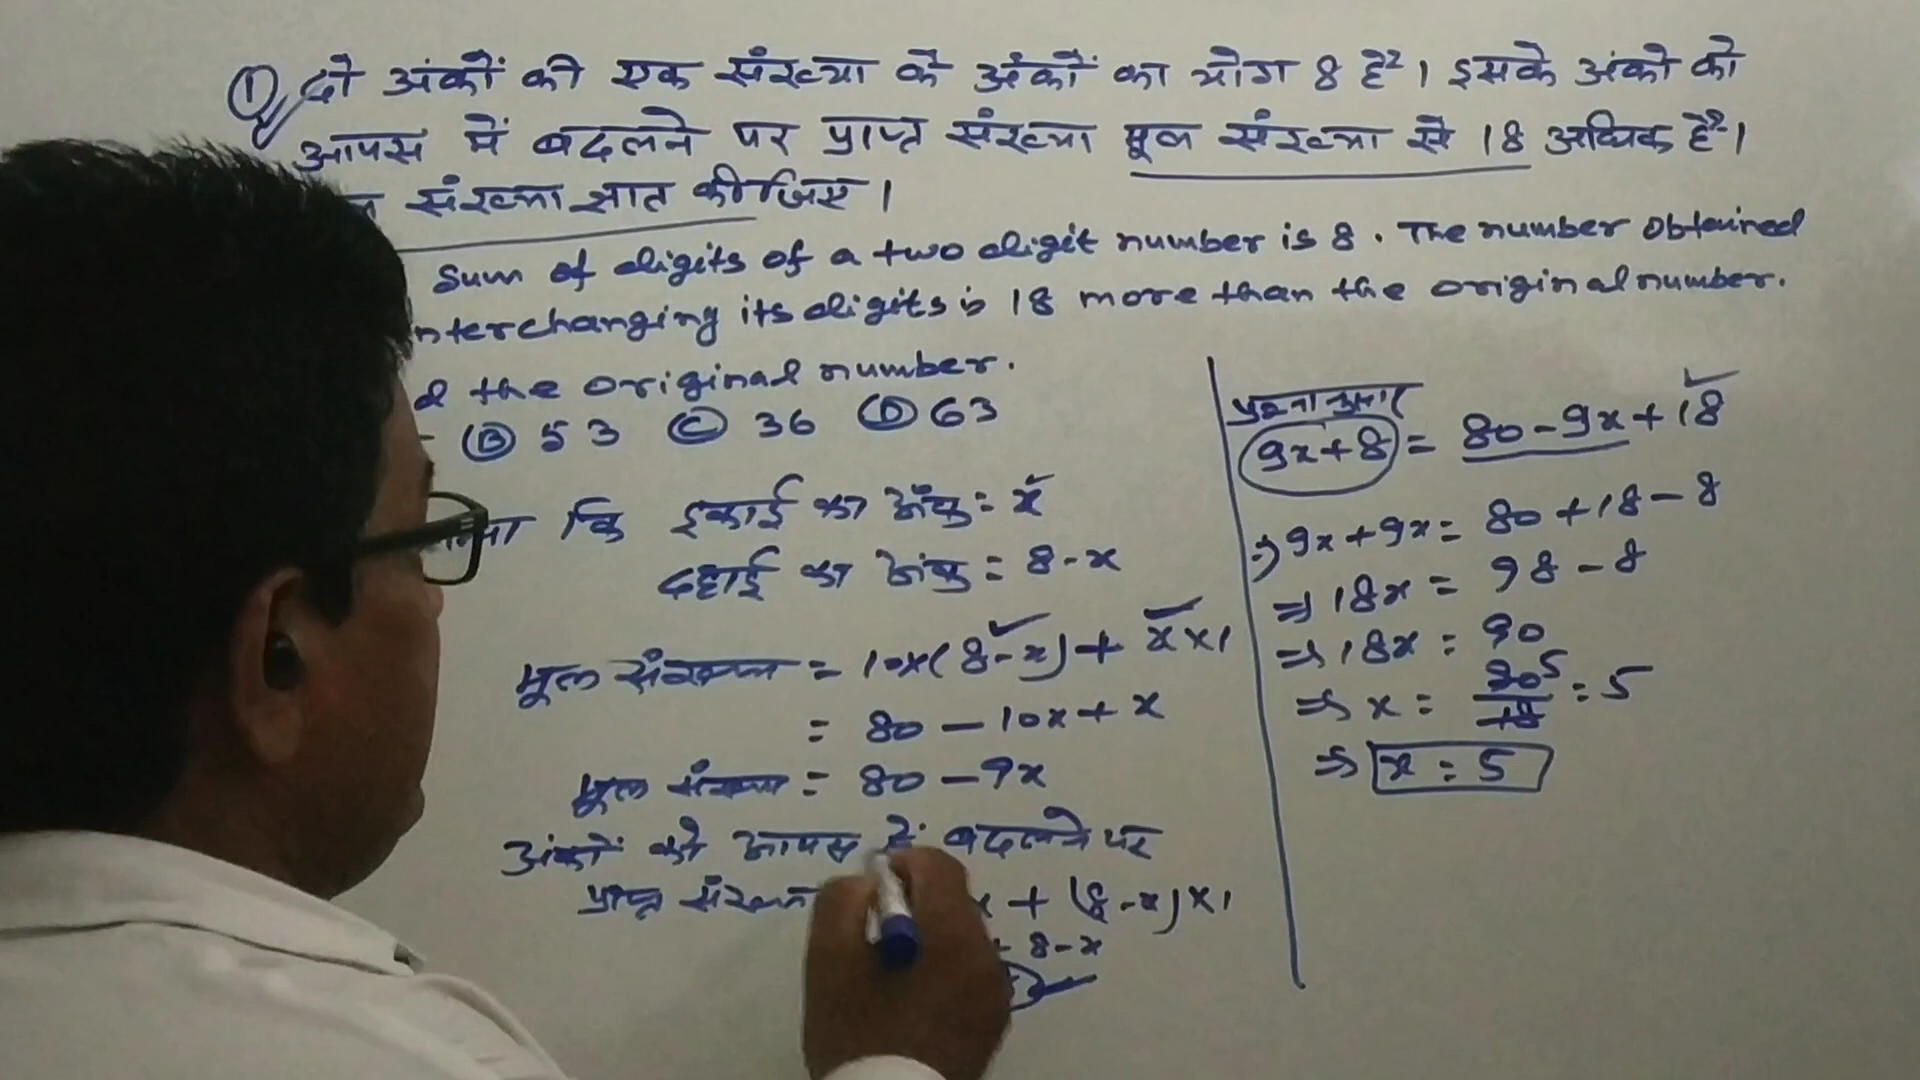 ① दो अंकों की एक संख्या के अंकों का योग 8 है। इसके अंकों को
आपस में बदलने पर प्राप्त संख्या मूल संख्या से 18 अधिक है।
संख्या ज्ञात कीजिए।
Sum of digits of a two digit number is 8. The number obtained
nterchanging its digits is 18 more than the original number.
d the original number.
Ⓑ 53 Ⓒ 36 Ⓓ 63
कि इकाई का अंक = x
दहाई का अंक = 8-x
मूल संख्या = 10×(8-x) + x×1
= 80 - 10x + x
मूल संख्या = 80 - 9x
अंकों को आपस में बदलने पर
प्राप्त संख्या + (8-x)×1
8-x
प्रश्नानुसार
9x+8 = 80-9x+18
⇒ 9x+9x = 80+18-8
⇒ 18x = 98-8
⇒ 18x = 90
⇒ x = 90/18 = 5
⇒ x = 5